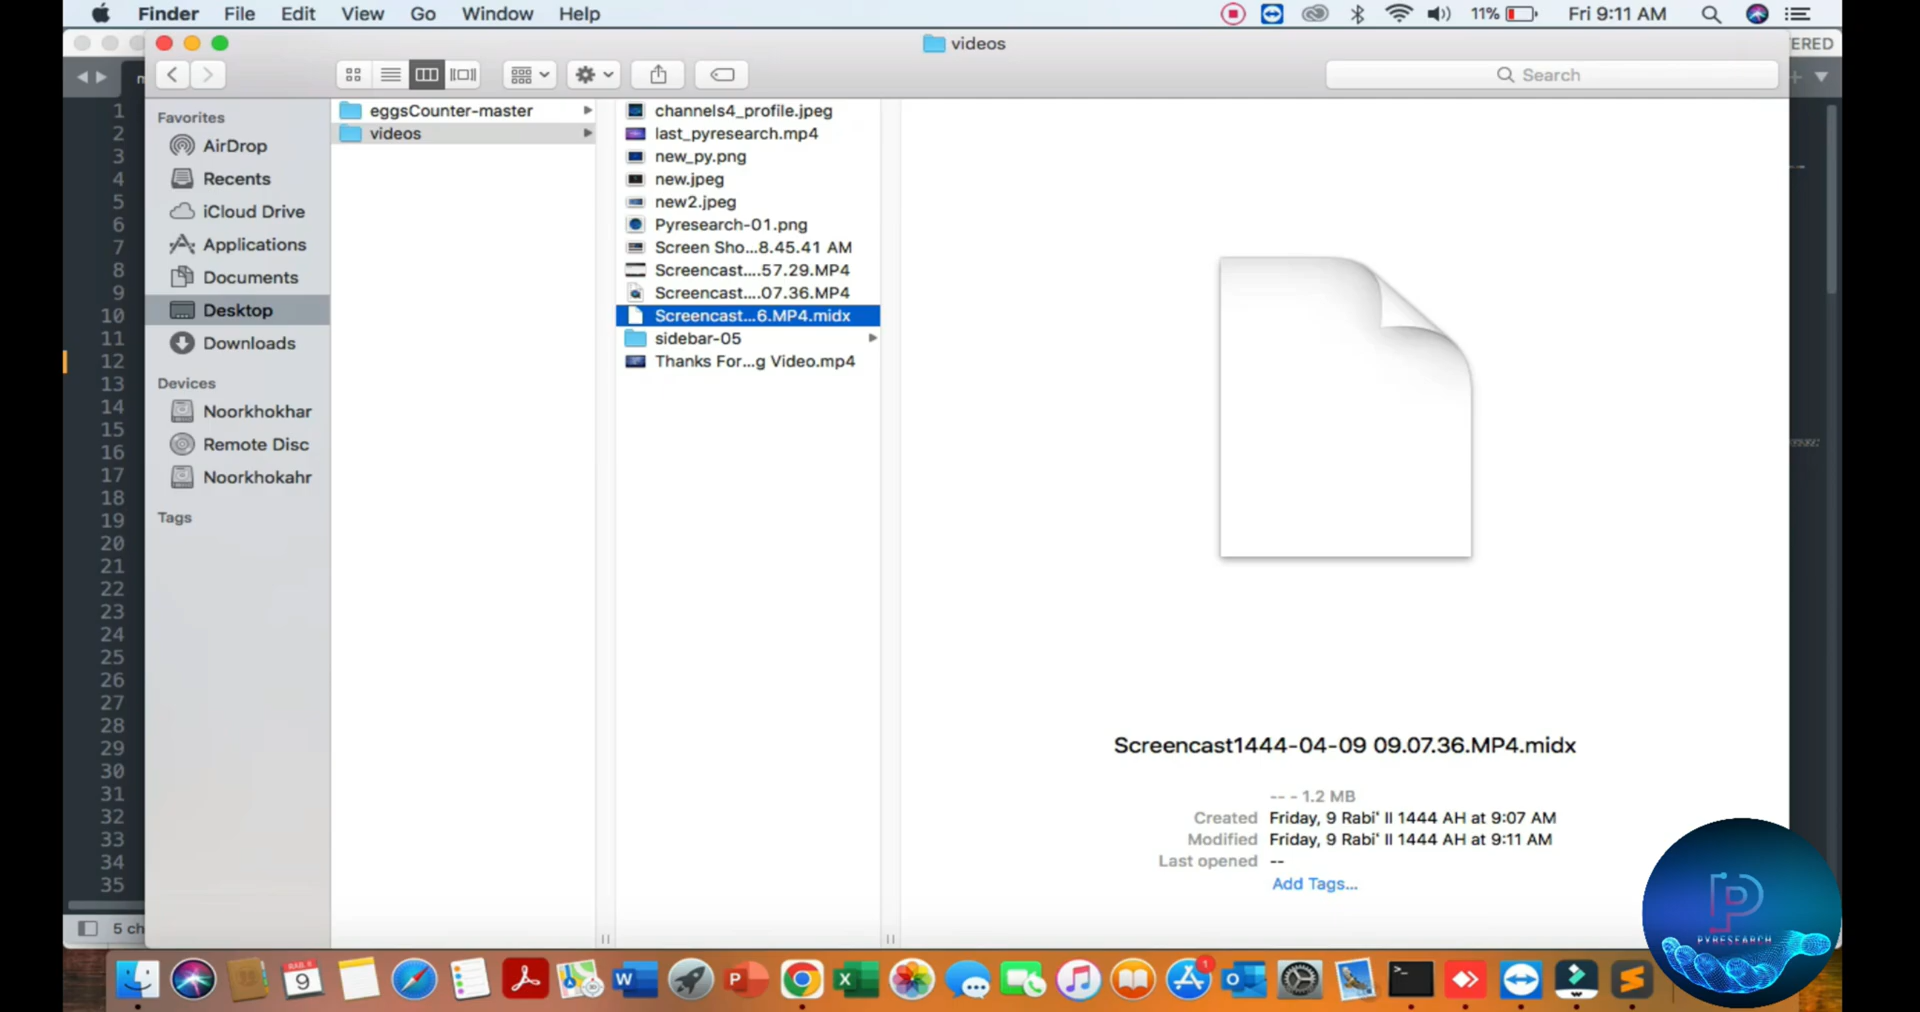 Finder File Edit View Go Window Help 11% Fri 9:11 AM
videos
ERED
Search
Favorites
AirDrop
Recents
iCloud Drive
Applications
Documents
Desktop
Downloads
Devices
Noorkhokhar
Remote Disc
Noorkhokahr
Tags
eggsCounter-master
videos
channels4_profile.jpeg
last_pyresearch.mp4
new_py.png
new.jpeg
new2.jpeg
Pyresearch-01.png
Screen Sho...8.45.41 AM
Screencast....57.29.MP4
Screencast....07.36.MP4
Screencast...6.MP4.midx
sidebar-05
Thanks For...g Video.mp4
1
2
3
4
5
6
7
8
9
10
11
12
13
14
15
16
17
18
19
20
21
22
23
24
25
26
27
28
29
30
31
32
33
34
35
5 ch
Screencast1444-04-09 09.07.36.MP4.midx
-- - 1.2 MB
Created Friday, 9 Rabi‘ II 1444 AH at 9:07 AM
Modified Friday, 9 Rabi‘ II 1444 AH at 9:11 AM
Last opened --
Add Tags...
PYRESEARCH
9
W
P
X
1